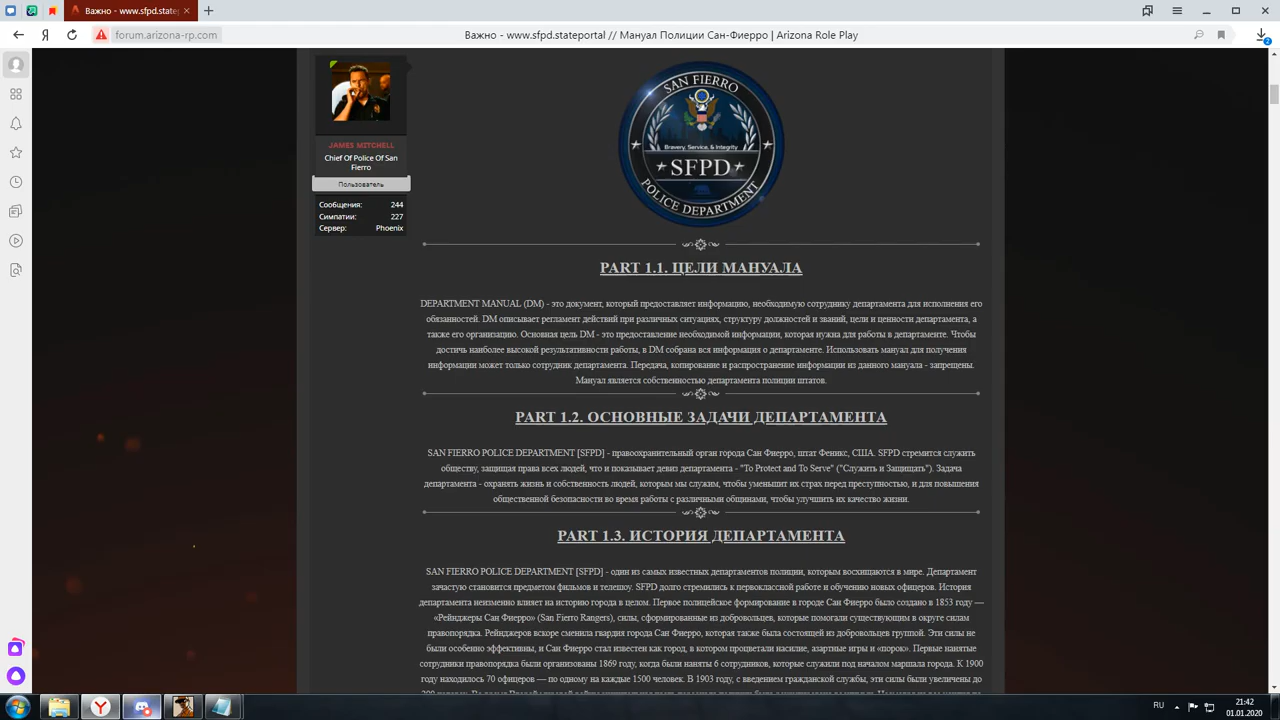 Важно - www.sfpd.stateр
forum.arizona-rp.com
Важно - www.sfpd.stateportal // Мануал Полиции Сан-Фиерро | Arizona Role Play
2
SAN FIERRO
Bravery, Service, & Integrity
SFPD
POLICE DEPARTMENT
JAMES MITCHELL
Chief Of Police Of San
Fierro
Пользователь
Сообщения: 244
Симпатии: 227
Сервер: Phoenix
PART 1.1. ЦЕЛИ МАНУАЛА
DEPARTMENT MANUAL (DM) - это документ, который предоставляет информацию, необходимую сотруднику департамента для исполнения его
обязанностей. DM описывает регламент действий при различных ситуациях, структуру должностей и званий, цели и ценности департамента, а
также его организацию. Основная цель DM - это предоставление необходимой информации, которая нужна для работы в департаменте. Чтобы
достичь наиболее высокой результативности работы, в DM собрана вся информация о департаменте. Использовать мануал для получения
информации может только сотрудник департамента. Передача, копирование и распространение информации из данного мануала - запрещены.
Мануал является собственностью департамента полиции штатов.
PART 1.2. ОСНОВНЫЕ ЗАДАЧИ ДЕПАРТАМЕНТА
SAN FIERRO POLICE DEPARTMENT [SFPD] - правоохранительный орган города Сан Фиерро, штат Феникс, США. SFPD стремится служить
обществу, защищая права всех людей, что и показывает девиз департамента - "To Protect and To Serve" ("Служить и Защищать"). Задача
департамента - охранять жизнь и собственность людей, которым мы служим, чтобы уменьшит их страх перед преступностью, и для повышения
общественной безопасности во время работы с различными общинами, чтобы улучшить их качество жизни.
PART 1.3. ИСТОРИЯ ДЕПАРТАМЕНТА
SAN FIERRO POLICE DEPARTMENT [SFPD] - один из самых известных департаментов полиции, которым восхищаются в мире. Департамент
зачастую становится предметом фильмов и телешоу. SFPD долго стремились к первоклассной работе и обучению новых офицеров. История
департамента неизменно влияет на историю города в целом. Первое полицейское формирование в городе Сан Фиерро было создано в 1853 году —
«Рейнджеры Сан Фиерро» (San Fierro Rangers), силы, сформированные из добровольцев, которые помогали существующим в округе силам
правопорядка. Рейнджеров вскоре сменила гвардия города Сан Фиерро, которая также была состоящей из добровольцев группой. Эти силы не
были особенно эффективны, и Сан Фиерро стал известен как город, в котором процветали насилие, азартные игры и «порок». Первые нанятые
сотрудники правопорядка были организованы 1869 году, когда были наняты 6 сотрудников, которые служили под началом маршала города. К 1900
году находилось 70 офицеров — по одному на каждые 1500 человек. В 1903 году, с введением гражданской службы, эти силы были увеличены до
RU
21:42
01.01.2020